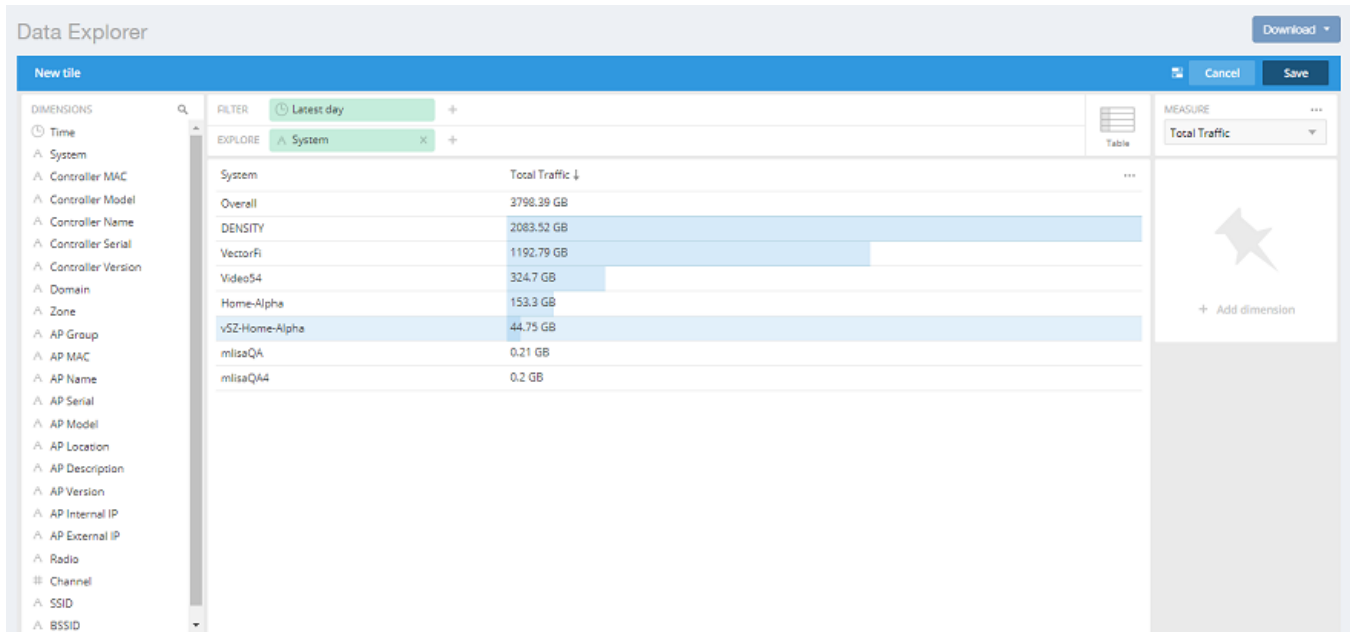 Data Explorer
Download
New tile
Cancel
Save
DIMENSIONS
Time
System
Controller MAC
Controller Model
Controller Name
Controller Serial
Controller Version
Domain
Zone
AP Group
AP MAC
AP Name
AP Serial
AP Model
AP Location
AP Description
AP Version
AP Internal IP
AP External IP
Radio
Channel
SSID
BSSID
FILTER Latest day +
EXPLORE System × +
Table
MEASURE ...
Total Traffic
System Total Traffic ↓ ...
Overall 3798.39 GB
DENSITY 2083.52 GB
VectorFi 1192.79 GB
Video54 324.7 GB
Home-Alpha 153.3 GB
vSZ-Home-Alpha 44.75 GB
mlisaQA 0.21 GB
mlisaQA4 0.2 GB
+ Add dimension